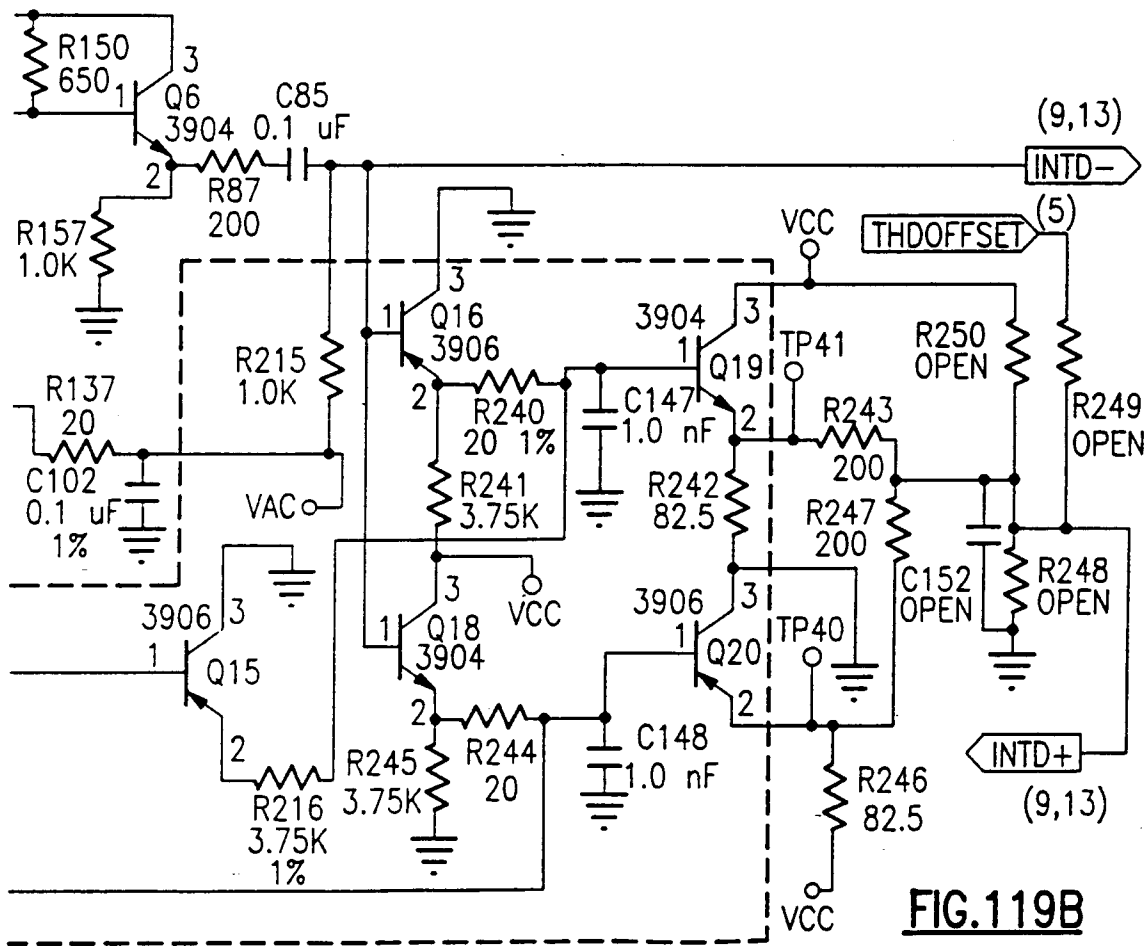 R150
650
3
1
Q6
3904
2
C85
0.1 uF
R87
200
(9,13)
INTD-
(5)
THDOFFSET
VCC
R157
1.0K
3
1
Q16
3906
2
R215
1.0K
R240
20 1%
3904
3
1
Q19
2
TP41
R250
OPEN
R249
OPEN
R137
20
C102
0.1 uF
1%
VAC
C147
1.0 nF
R243
200
R241
3.75K
R242
82.5
R247
200
C152
OPEN
R248
OPEN
VCC
3906
3
1
Q15
2
3
1
Q18
3904
2
3906
3
1
Q20
2
TP40
R216
3.75K
1%
R245
3.75K
R244
20
C148
1.0 nF
R246
82.5
VCC
INTD+
(9,13)
FIG.119B